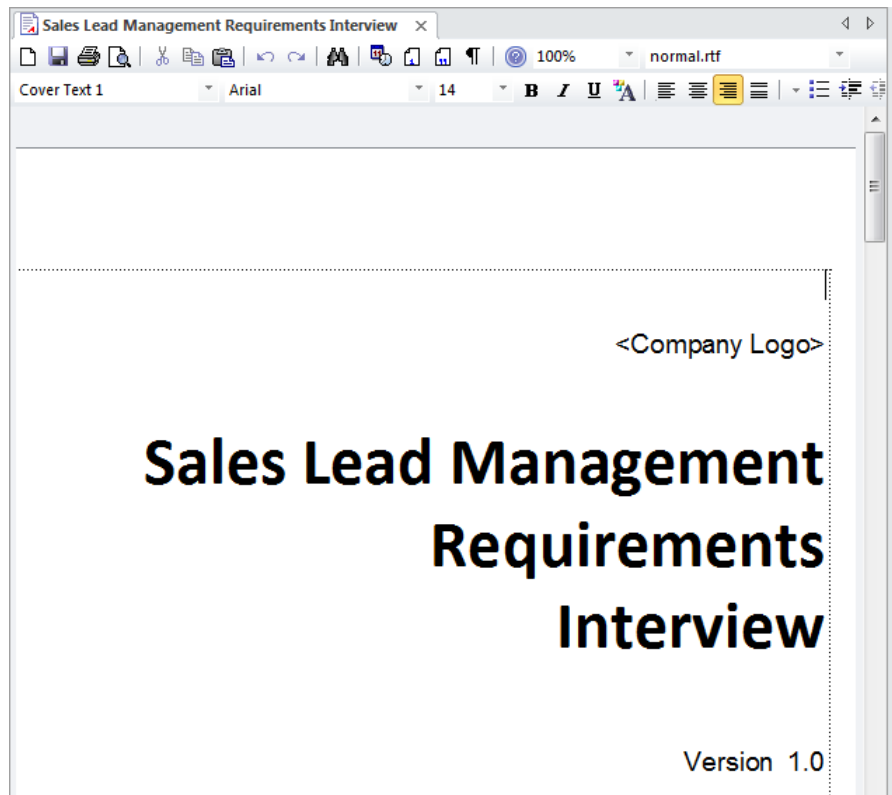 Sales Lead Management Requirements Interview
100% normal.rtf
Cover Text 1 Arial 14 B I U A
<Company Logo>
Sales Lead Management
Requirements
Interview
Version 1.0